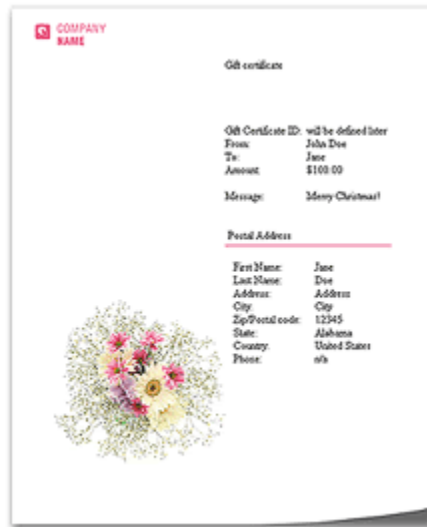 COMPANY
NAME
Gift certificate
Gift Certificate ID: will be defined later
From: John Doe
To: Jane
Amount: $100.00
Message: Merry Christmas!
Postal Address
First Name: Jane
Last Name: Doe
Address: Address
City: City
Zip/Postal code: 12345
State: Alabama
Country: United States
Phone: n/a